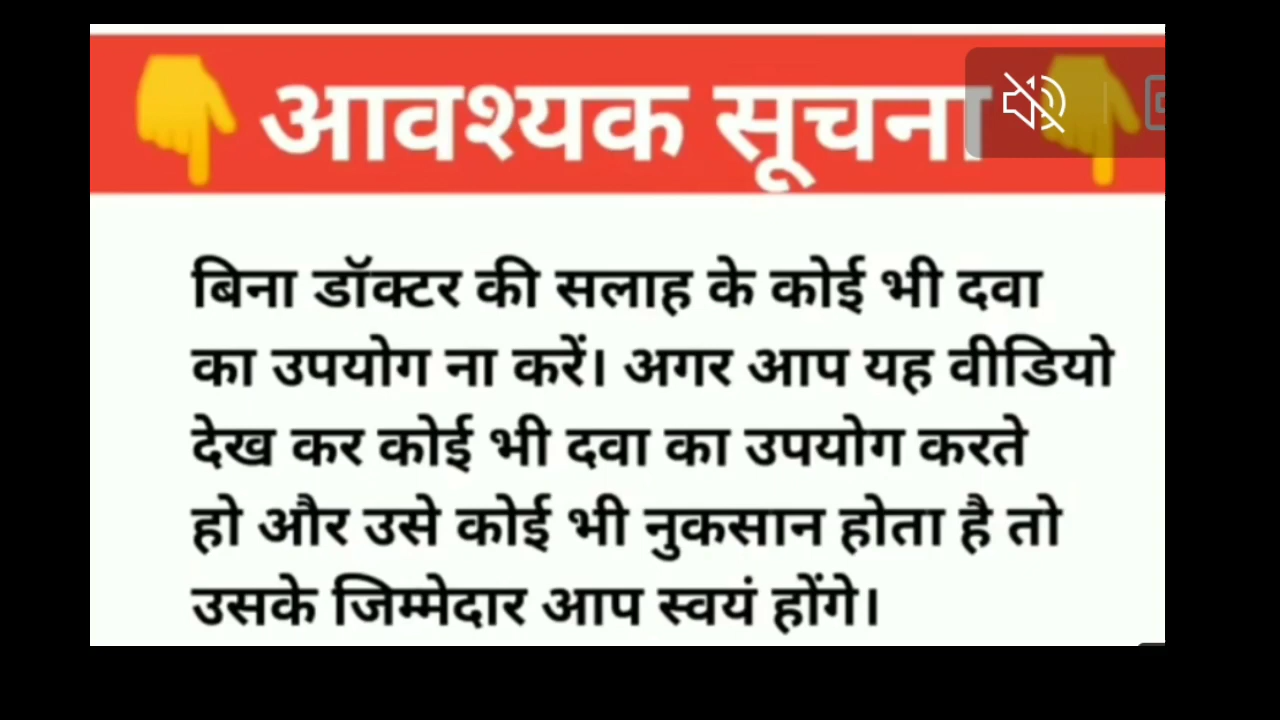 आवश्यक सूचना
बिना डॉक्टर की सलाह के कोई भी दवा
का उपयोग ना करें। अगर आप यह वीडियो
देख कर कोई भी दवा का उपयोग करते
हो और उसे कोई भी नुकसान होता है तो
उसके जिम्मेदार आप स्वयं होंगे।